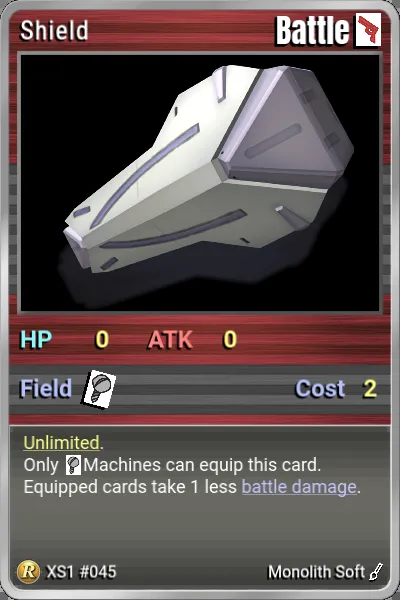 Shield Battle
HP 0 ATK 0
Field Cost 2
Unlimited.
Only Machines can equip this card.
Equipped cards take 1 less battle damage.
R XS1 #045 Monolith Soft